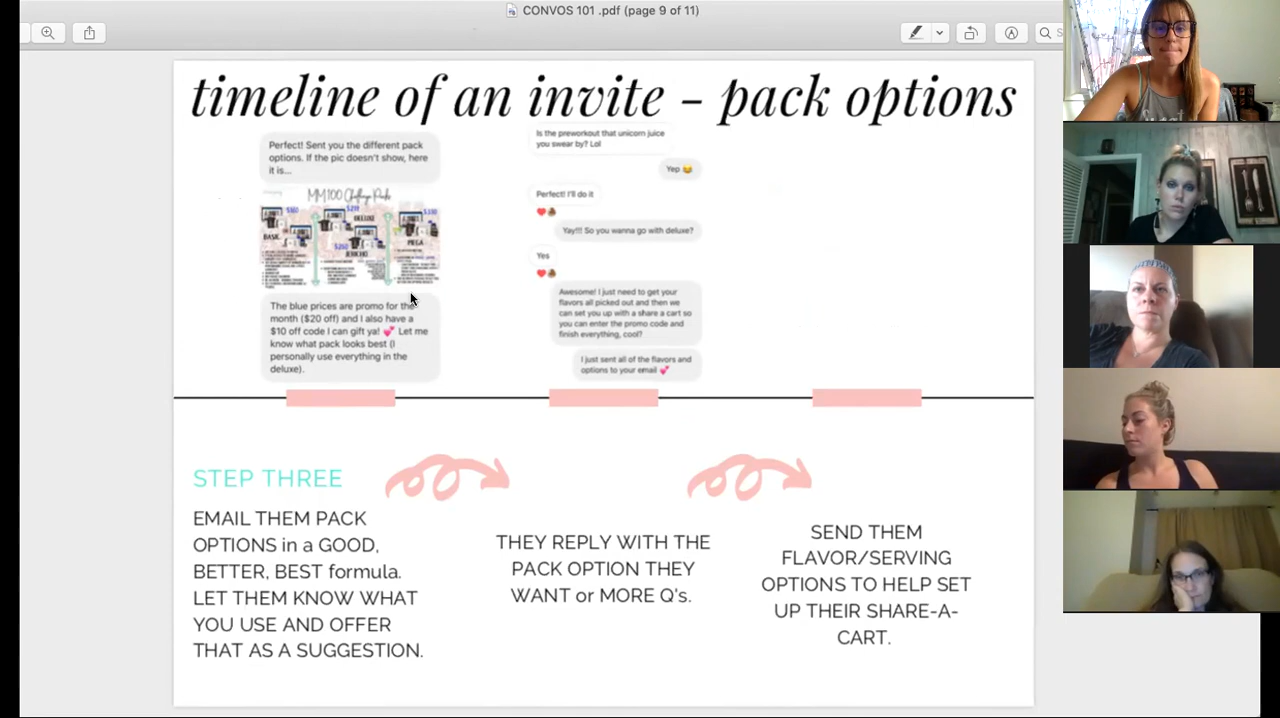 CONVOS 101 .pdf (page 9 of 11)
timeline of an invite - pack options
Perfect! Sent you the different pack
options. If the pic doesn't show, here
it is...
MM100 Challenge Packs
BASIC
DELUXE
MEGA
The blue prices are promo for the
month ($20 off) and I also have a
$10 off code I can gift ya! 💕 Let me
know what pack looks best (I
personally use everything in the
deluxe).
Is the preworkout that unicorn juice
you swear by? Lol
Yep 😂
Perfect! I'll do it
Yay!!! So you wanna go with deluxe?
Yes
Awesome! I just need to get your
flavors all picked out and then we
can set you up with a share a cart so
you can enter the promo code and
finish everything, cool?
I just sent all of the flavors and
options to your email 💕
STEP THREE
EMAIL THEM PACK
OPTIONS in a GOOD,
BETTER, BEST formula.
LET THEM KNOW WHAT
YOU USE AND OFFER
THAT AS A SUGGESTION.
THEY REPLY WITH THE
PACK OPTION THEY
WANT or MORE Q's.
SEND THEM
FLAVOR/SERVING
OPTIONS TO HELP SET
UP THEIR SHARE-A-
CART.